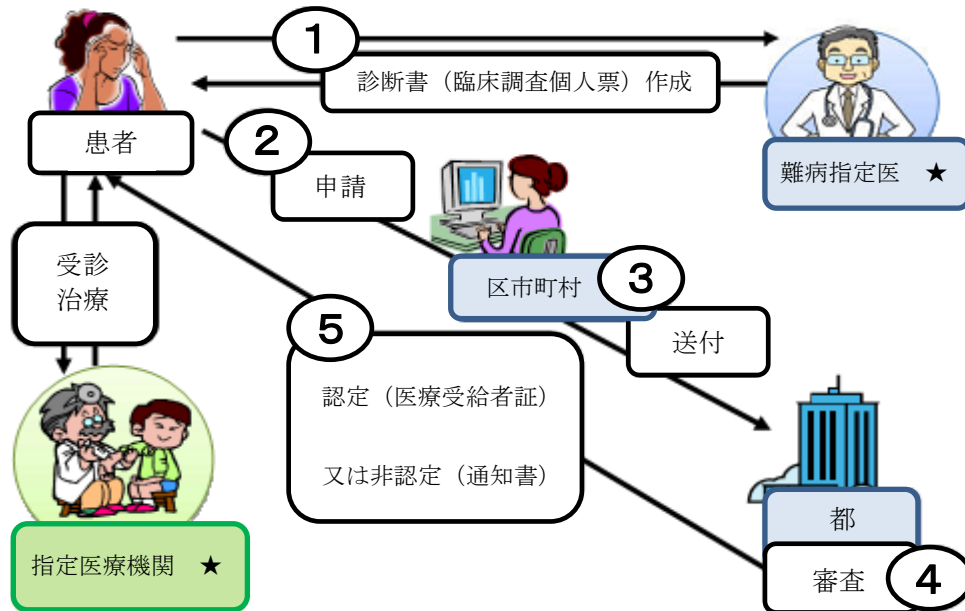 ①
診断書（臨床調査個人票）作成
患者
難病指定医　★
②
申請
区市町村
③
送付
受診
治療
⑤
認定（医療受給者証）
又は非認定（通知書）
都
審査
④
指定医療機関　★